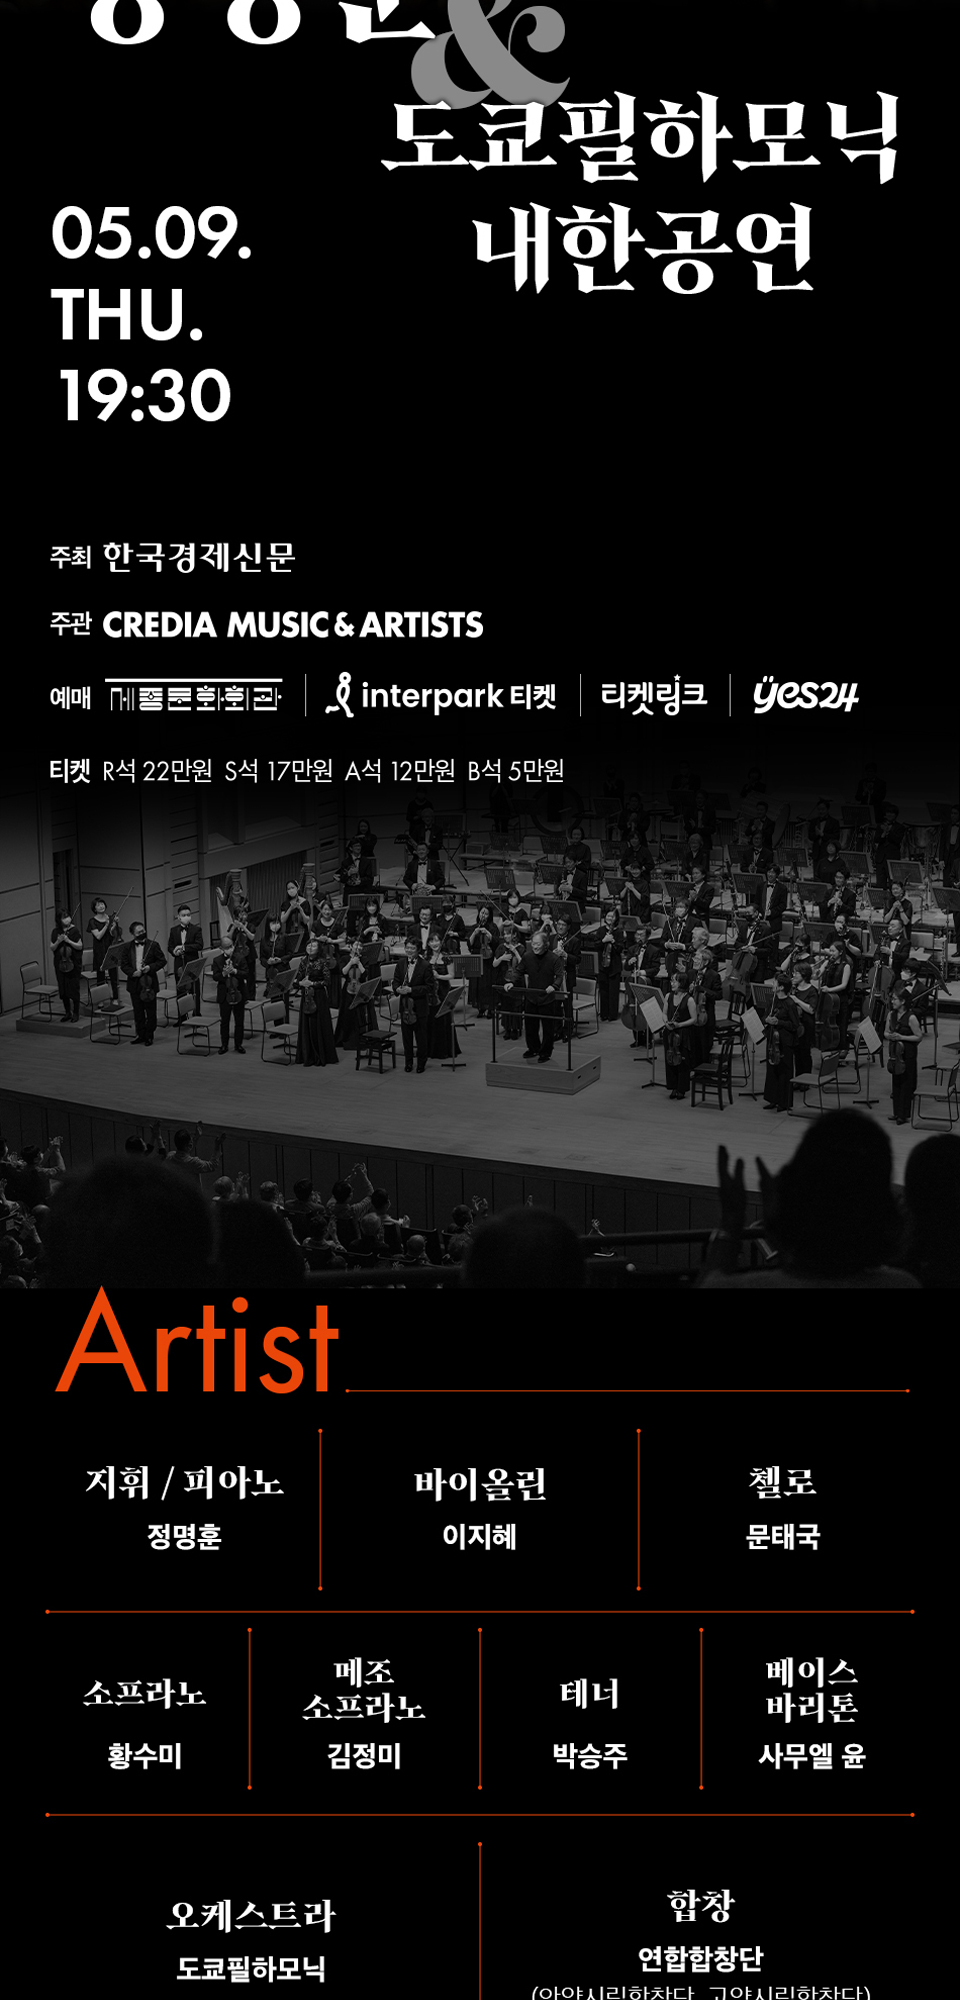 &
도쿄필하모닉
내한공연
05.09.
THU.
19:30
주최 한국경제신문
주관 CREDIA MUSIC & ARTISTS
예매 세종문화회관 interpark 티켓 티켓링크 yes24
티켓 R석 22만원 S석 17만원 A석 12만원 B석 5만원
Artist
지휘 / 피아노
정명훈
바이올린
이지혜
첼로
문태국
소프라노
황수미
메조
소프라노
김정미
테너
박승주
베이스
바리톤
사무엘 윤
오케스트라
도쿄필하모닉
합창
연합합창단